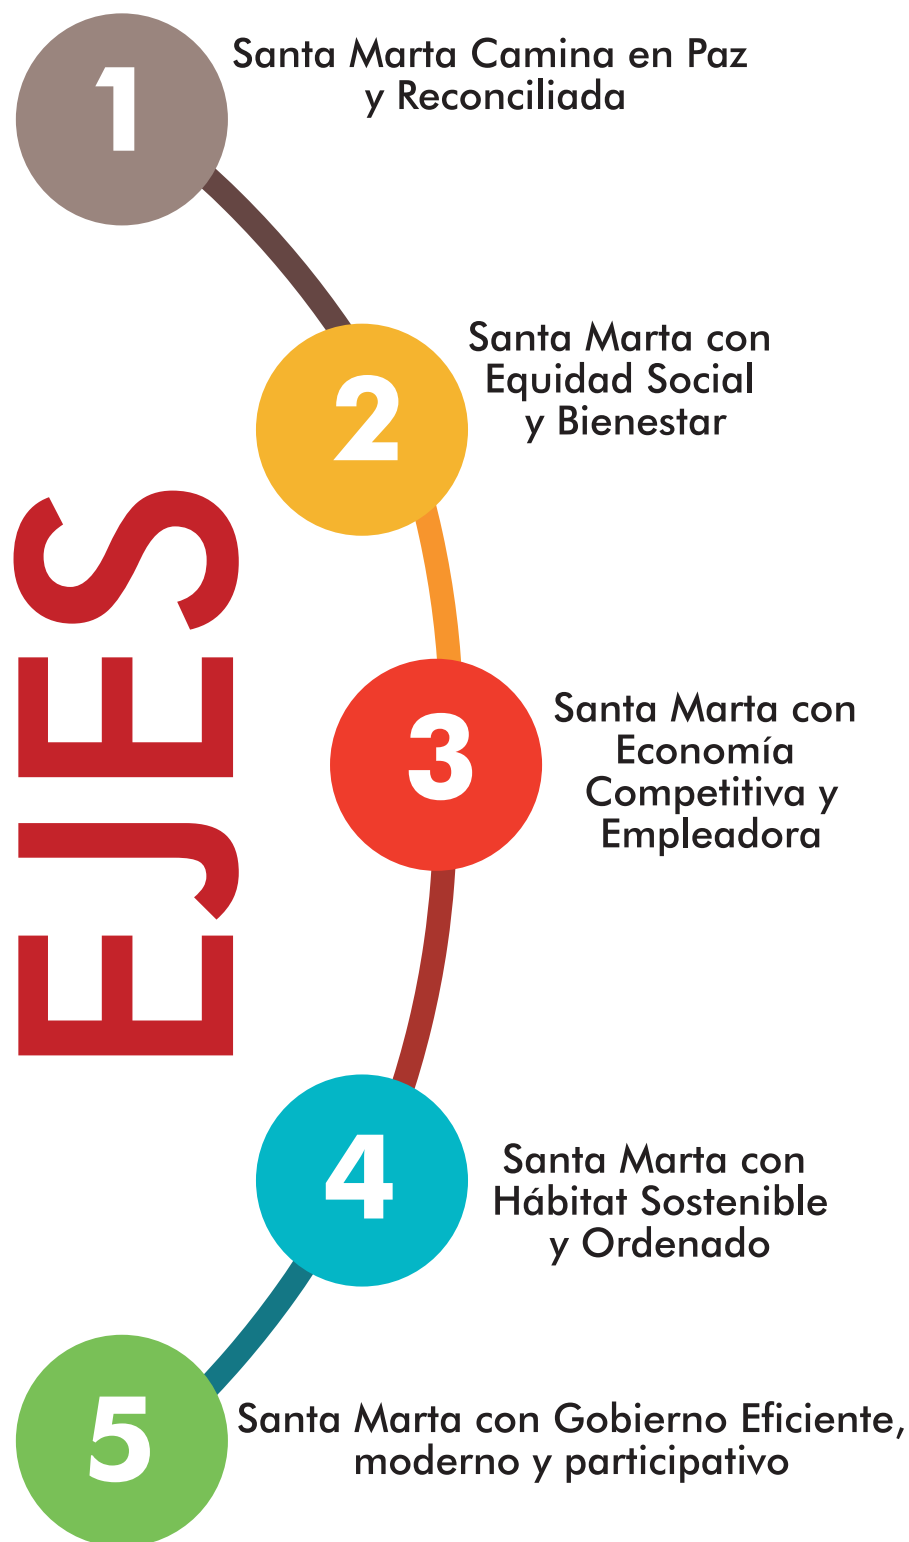 EJES
1
Santa Marta Camina en Paz
y Reconciliada
2
Santa Marta con
Equidad Social
y Bienestar
3
Santa Marta con
Economía
Competitiva y
Empleadora
4
Santa Marta con
Hábitat Sostenible
y Ordenado
5
Santa Marta con Gobierno Eficiente,
moderno y participativo